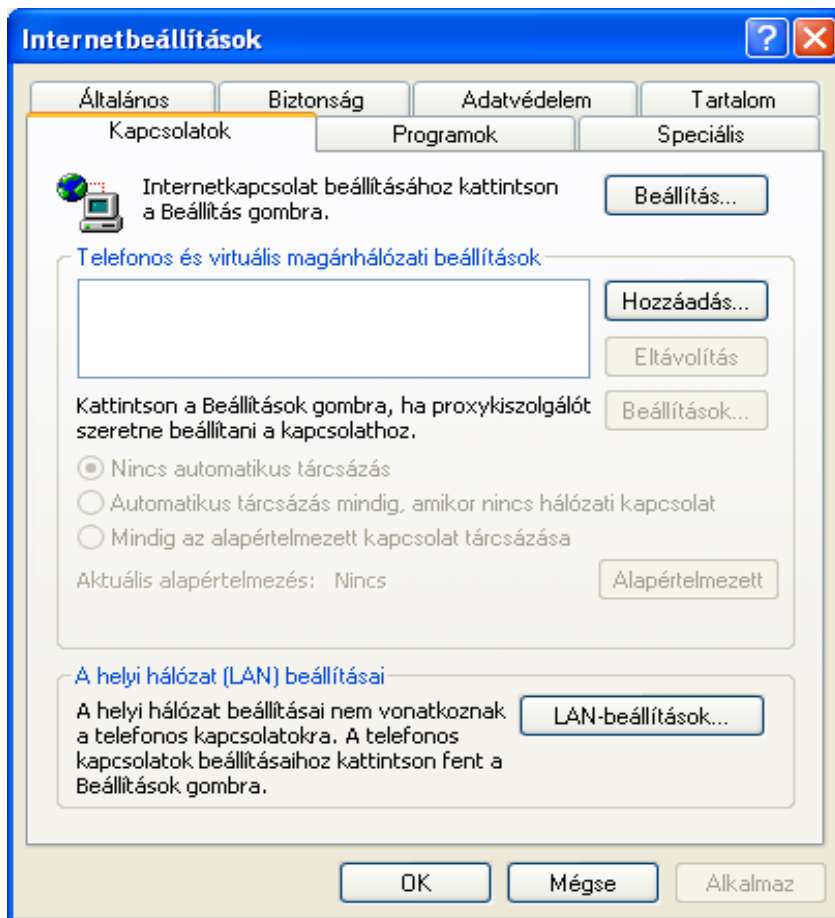 Internetbeállítások
Általános
Biztonság
Adatvédelem
Tartalom
Kapcsolatok
Programok
Speciális
Internetkapcsolat beállításához kattintson
a Beállítás gombra.
Beállítás...
Telefonos és virtuális magánhálózati beállítások
Hozzáadás...
Eltávolítás
Kattintson a Beállítások gombra, ha proxykiszolgálót
szeretne beállítani a kapcsolathoz.
Beállítások...
Nincs automatikus tárcsázás
Automatikus tárcsázás mindig, amikor nincs hálózati kapcsolat
Mindig az alapértelmezett kapcsolat tárcsázása
Aktuális alapértelmezés: Nincs
Alapértelmezett
A helyi hálózat (LAN) beállításai
A helyi hálózat beállításai nem vonatkoznak
a telefonos kapcsolatokra. A telefonos
kapcsolatok beállításaihoz kattintson fent a
Beállítások gombra.
LAN-beállítások...
OK
Mégse
Alkalmaz